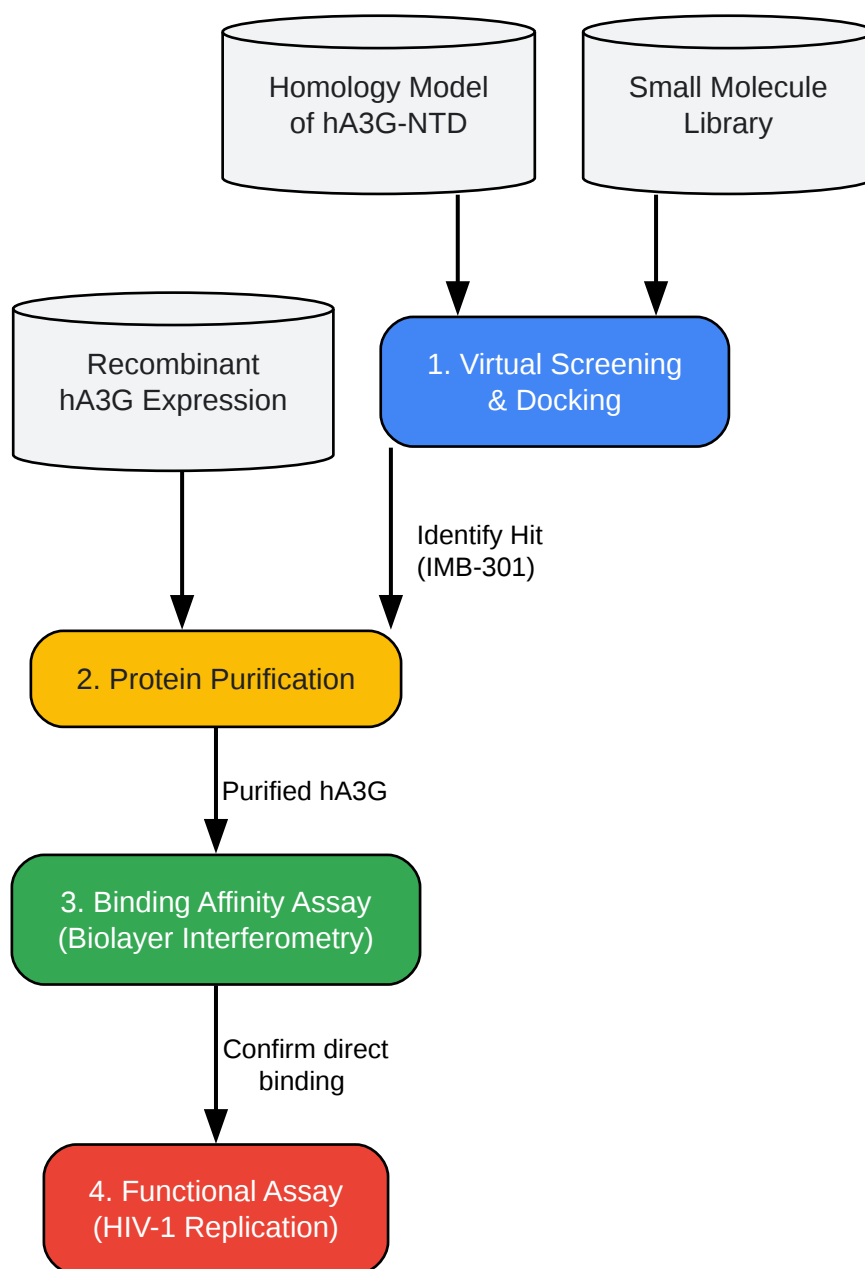 Homology Model
of hA3G-NTD
Small Molecule
Library
Recombinant
hA3G Expression
1. Virtual Screening
& Docking
Identify Hit
(IMB-301)
2. Protein Purification
Purified hA3G
3. Binding Affinity Assay
(Biolayer Interferometry)
Confirm direct
binding
4. Functional Assay
(HIV-1 Replication)